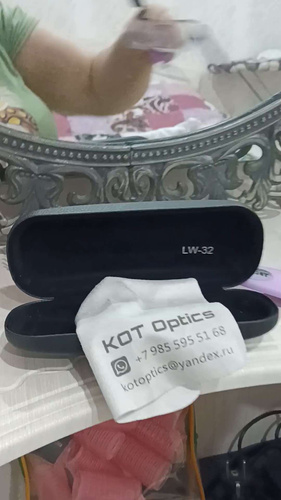 LW-32
KOT Optics
+7 985 595 51 68
kotoptics@yandex.ru